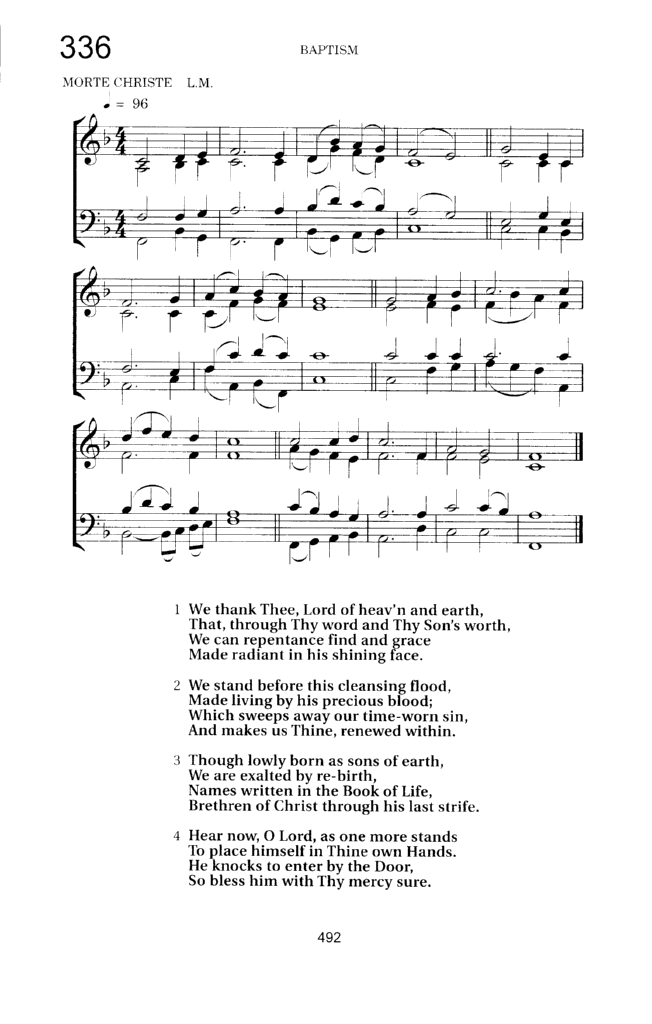 336
BAPTISM
MORTE CHRISTE L.M.
♩ = 96
1 We thank Thee, Lord of heav'n and earth,
That, through Thy word and Thy Son's worth,
We can repentance find and grace
Made radiant in his shining face.
2 We stand before this cleansing flood,
Made living by his precious blood;
Which sweeps away our time-worn sin,
And makes us Thine, renewed within.
3 Though lowly born as sons of earth,
We are exalted by re-birth,
Names written in the Book of Life,
Brethren of Christ through his last strife.
4 Hear now, O Lord, as one more stands
To place himself in Thine own Hands.
He knocks to enter by the Door,
So bless him with Thy mercy sure.
492